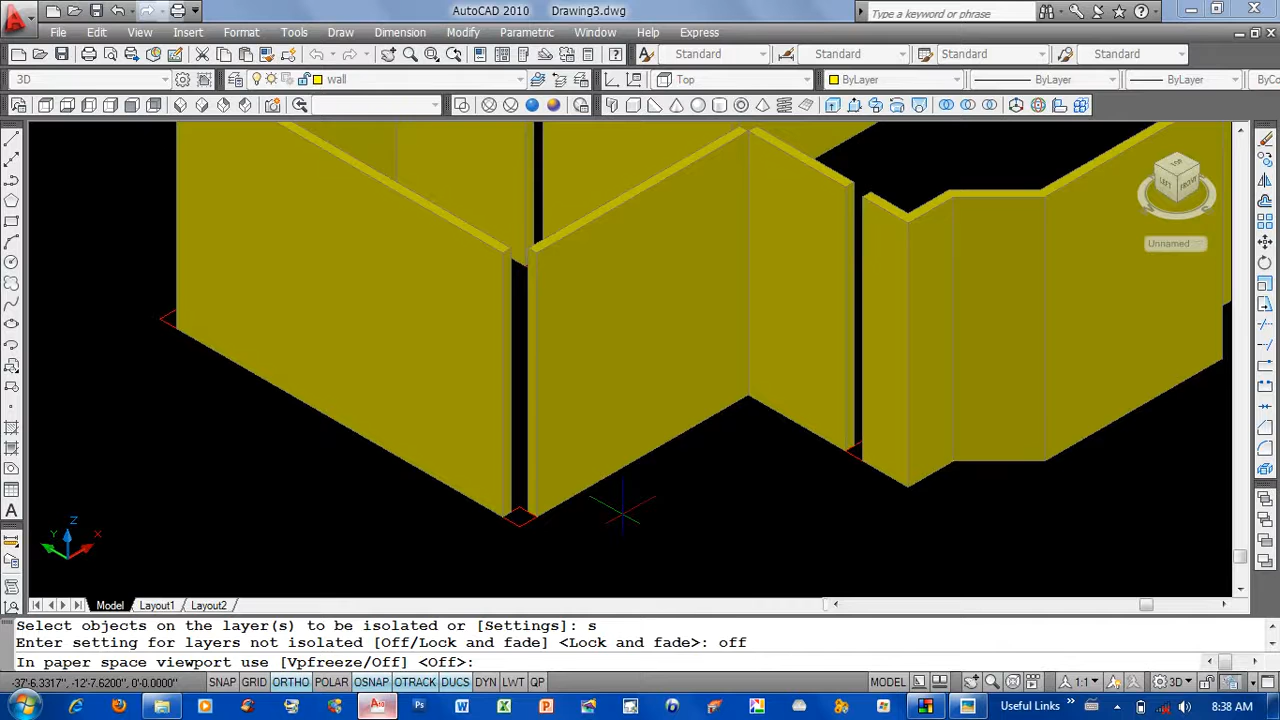 AutoCAD 2010 Drawing3.dwg Type a keyword or phrase
File Edit View Insert Format Tools Draw Dimension Modify Parametric Window Help Express
Standard Standard Standard Standard
3D wall Top ByLayer ByLayer ByLayer ByCo
TOP
LEFT FRONT
Unnamed
Z
Y X
Model Layout1 Layout2
Select objects on the layer(s) to be isolated or [Settings]: s
Enter setting for layers not isolated [Off/Lock and fade] <Lock and fade>: off
In paper space viewport use [Vpfreeze/Off] <Off>:
-37'6.3317", -12'-7.6200", 0'-0.0000" SNAP GRID ORTHO POLAR OSNAP OTRACK DUCS DYN LWT QP MODEL 1:1 3D
Useful Links 8:38 AM